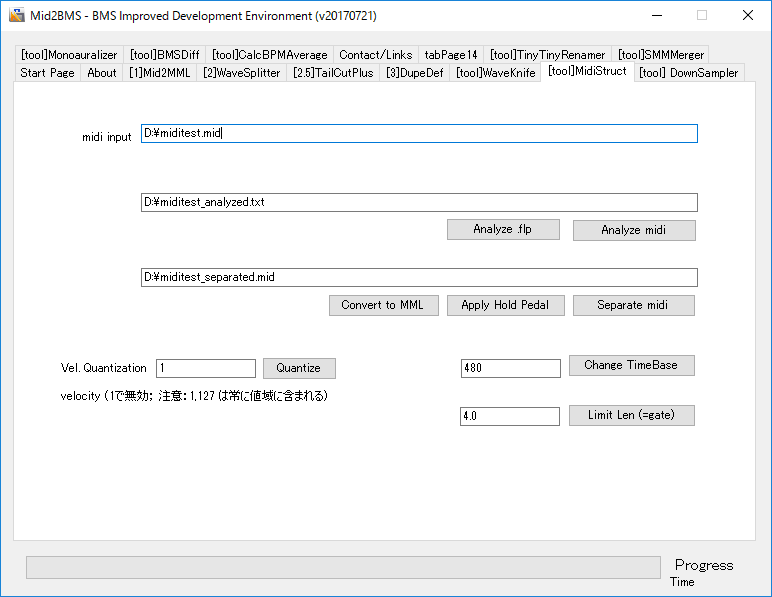 Mid2BMS - BMS Improved Development Environment (v20170721)
[tool]Monoauralizer [tool]BMSDiff [tool]CalcBPMAverage Contact/Links tabPage14 [tool]TinyTinyRenamer [tool]SMMMerger
Start Page About [1]Mid2MML [2]WaveSplitter [2.5]TailCutPlus [3]DupeDef [tool]WaveKnife [tool]MidiStruct [tool] DownSampler
midi input D:¥miditest.mid
D:¥miditest_analyzed.txt
Analyze .flp Analyze midi
D:¥miditest_separated.mid
Convert to MML Apply Hold Pedal Separate midi
Vel. Quantization 1 Quantize 480 Change TimeBase
velocity (1で無効; 注意: 1,127 は常に値域に含まれる)
4.0 Limit Len (=gate)
Progress
Time